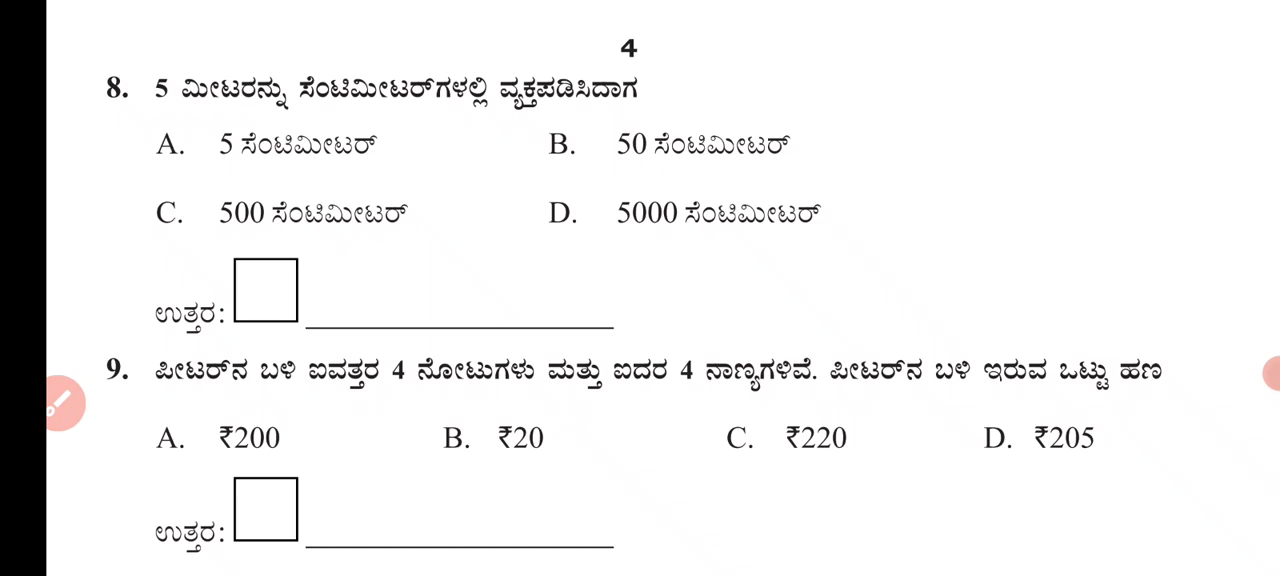 4
8. 5 ಮೀಟರನ್ನು ಸೆಂಟಿಮೀಟರ್‌ಗಳಲ್ಲಿ ವ್ಯಕ್ತಪಡಿಸಿದಾಗ
A. 5 ಸೆಂಟಿಮೀಟರ್ B. 50 ಸೆಂಟಿಮೀಟರ್
C. 500 ಸೆಂಟಿಮೀಟರ್ D. 5000 ಸೆಂಟಿಮೀಟರ್
ಉತ್ತರ:
9. ಪೀಟರ್‌ನ ಬಳಿ ಐವತ್ತರ 4 ನೋಟುಗಳು ಮತ್ತು ಐದರ 4 ನಾಣ್ಯಗಳಿವೆ. ಪೀಟರ್‌ನ ಬಳಿ ಇರುವ ಒಟ್ಟು ಹಣ
A. ₹200 B. ₹20 C. ₹220 D. ₹205
ಉತ್ತರ: